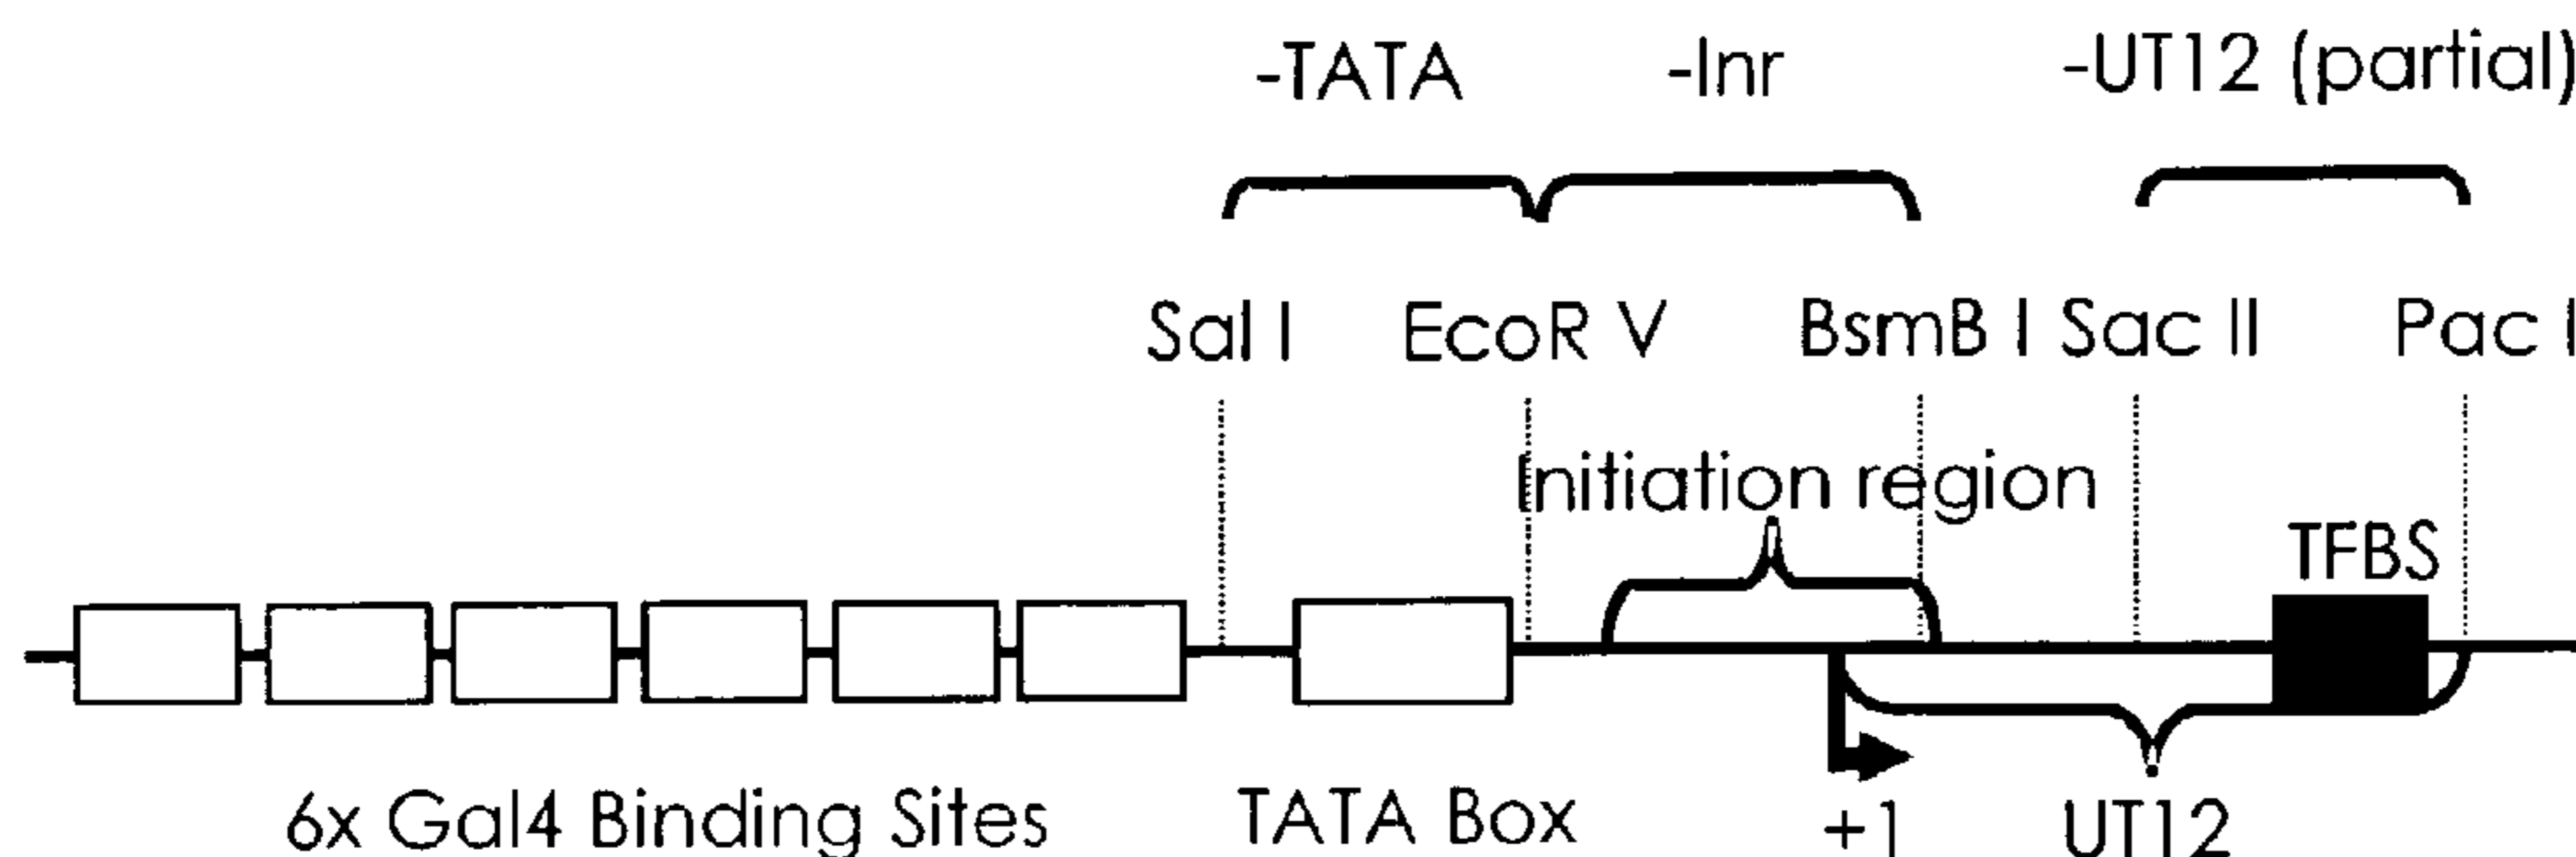 -TATA -Inr -UT12 (partial)
Sal I EcoR V BsmB I Sac II Pac I
Initiation region
TFBS
6x Gal4 Binding Sites TATA Box +1 UT12